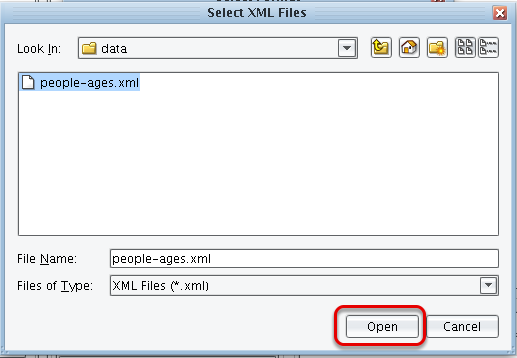 Select XML Files
Look In: data
people-ages.xml
File Name: people-ages.xml
Files of Type: XML Files (*.xml)
Open Cancel